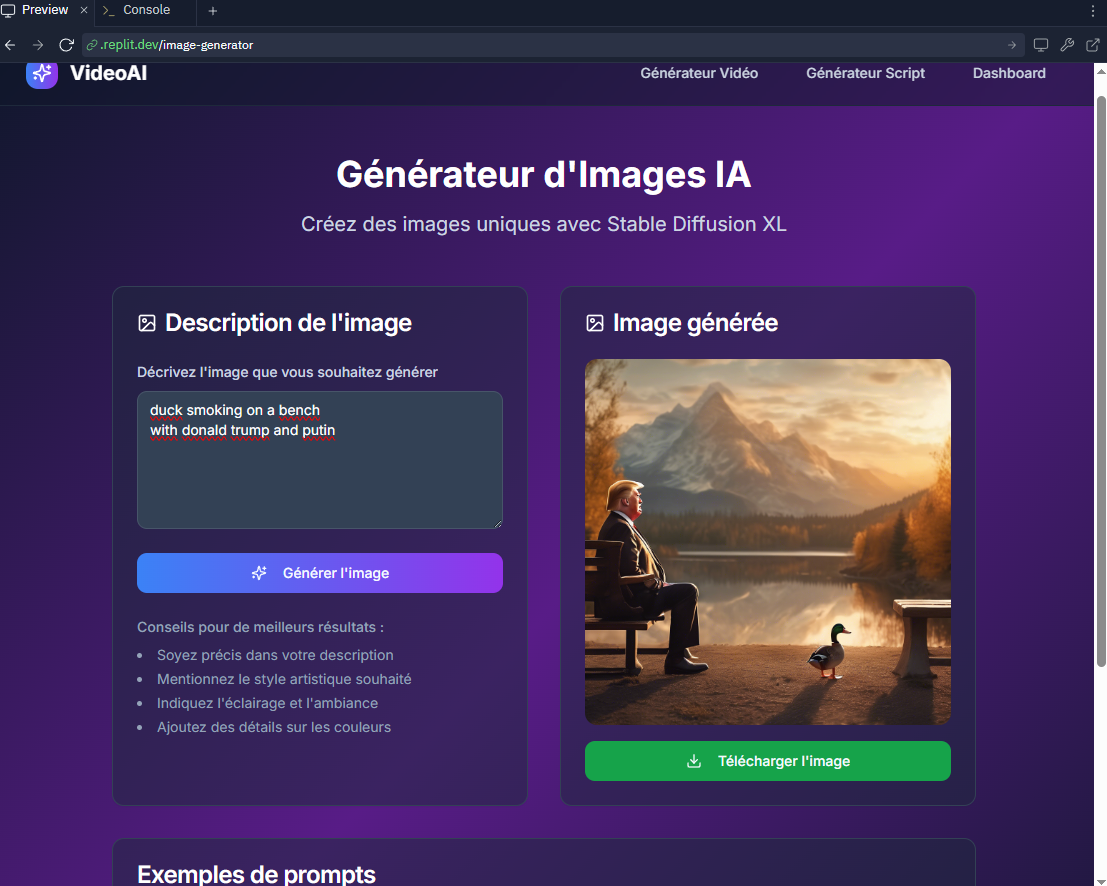 Preview
Console
.replit.dev/image-generator
VideoAI
Générateur Vidéo
Générateur Script
Dashboard
Générateur d'Images IA
Créez des images uniques avec Stable Diffusion XL
Description de l'image
Décrivez l'image que vous souhaitez générer
duck smoking on a bench
with donald trump and putin
Générer l'image
Conseils pour de meilleurs résultats :
Soyez précis dans votre description
Mentionnez le style artistique souhaité
Indiquez l'éclairage et l'ambiance
Ajoutez des détails sur les couleurs
Image générée
Télécharger l'image
Exemples de prompts